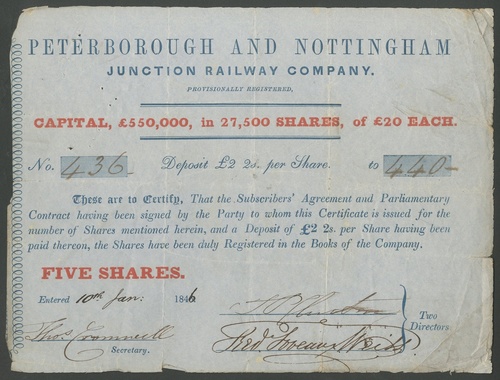 PETERBOROUGH AND NOTTINGHAM
JUNCTION RAILWAY COMPANY.
PROVISIONALLY REGISTERED.
CAPITAL, £550,000, in 27,500 SHARES, of £20 EACH.
No. 436 Deposit £2 2s. per Share. to 440
These are to Certify, That the Subscribers' Agreement and Parliamentary
Contract having been signed by the Party to whom this Certificate is issued for the
number of Shares mentioned herein, and a Deposit of £2 2s. per Share having been
paid thereon, the Shares have been duly Registered in the Books of the Company.
FIVE SHARES.
Entered 10th Jan: 1846
Thos. Cromwell
Secretary.
Two
Directors